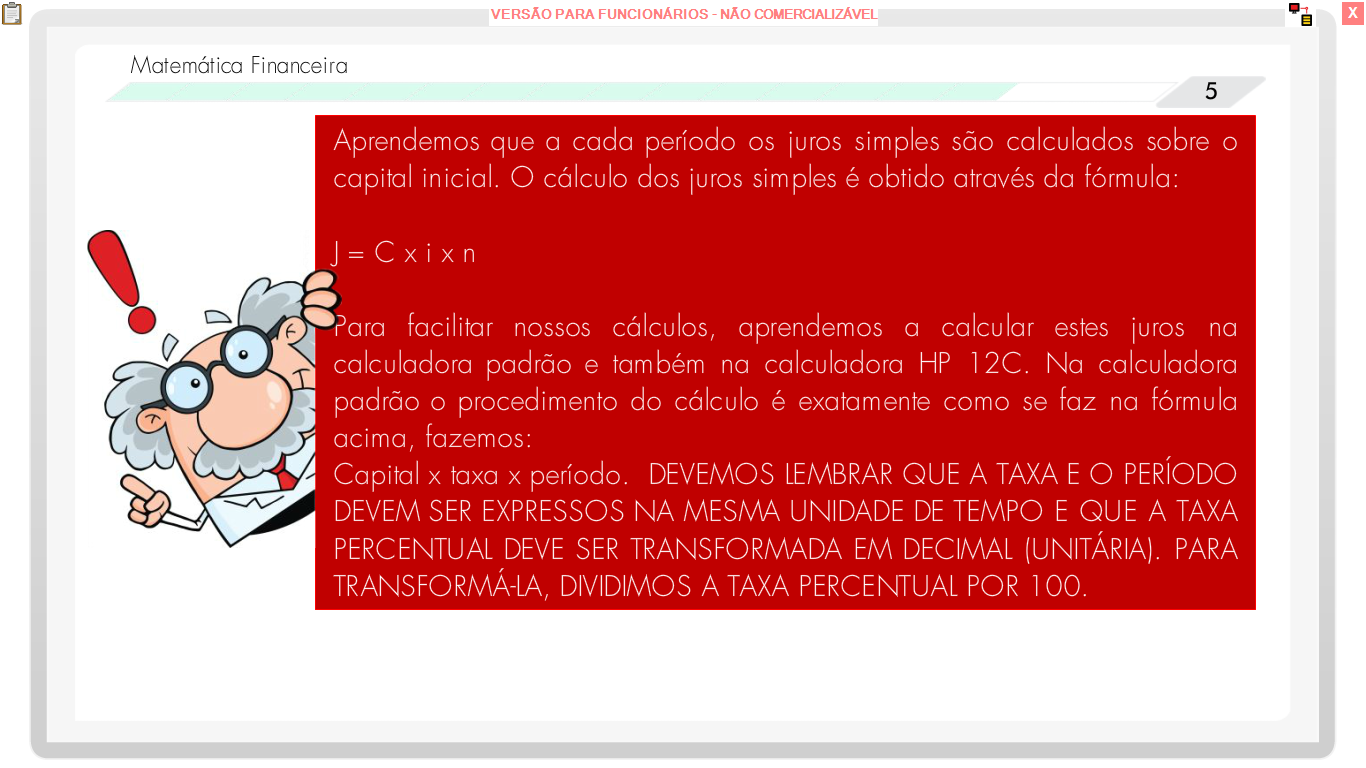 VERSÃO PARA FUNCIONÁRIOS - NÃO COMERCIALIZÁVEL
X
Matemática Financeira
5
Aprendemos que a cada período os juros simples são calculados sobre o
capital inicial. O cálculo dos juros simples é obtido através da fórmula:
J = C x i x n
Para facilitar nossos cálculos, aprendemos a calcular estes juros na
calculadora padrão e também na calculadora HP 12C. Na calculadora
padrão o procedimento do cálculo é exatamente como se faz na fórmula
acima, fazemos:
Capital x taxa x período. DEVEMOS LEMBRAR QUE A TAXA E O PERÍODO
DEVEM SER EXPRESSOS NA MESMA UNIDADE DE TEMPO E QUE A TAXA
PERCENTUAL DEVE SER TRANSFORMADA EM DECIMAL (UNITÁRIA). PARA
TRANSFORMÁ-LA, DIVIDIMOS A TAXA PERCENTUAL POR 100.